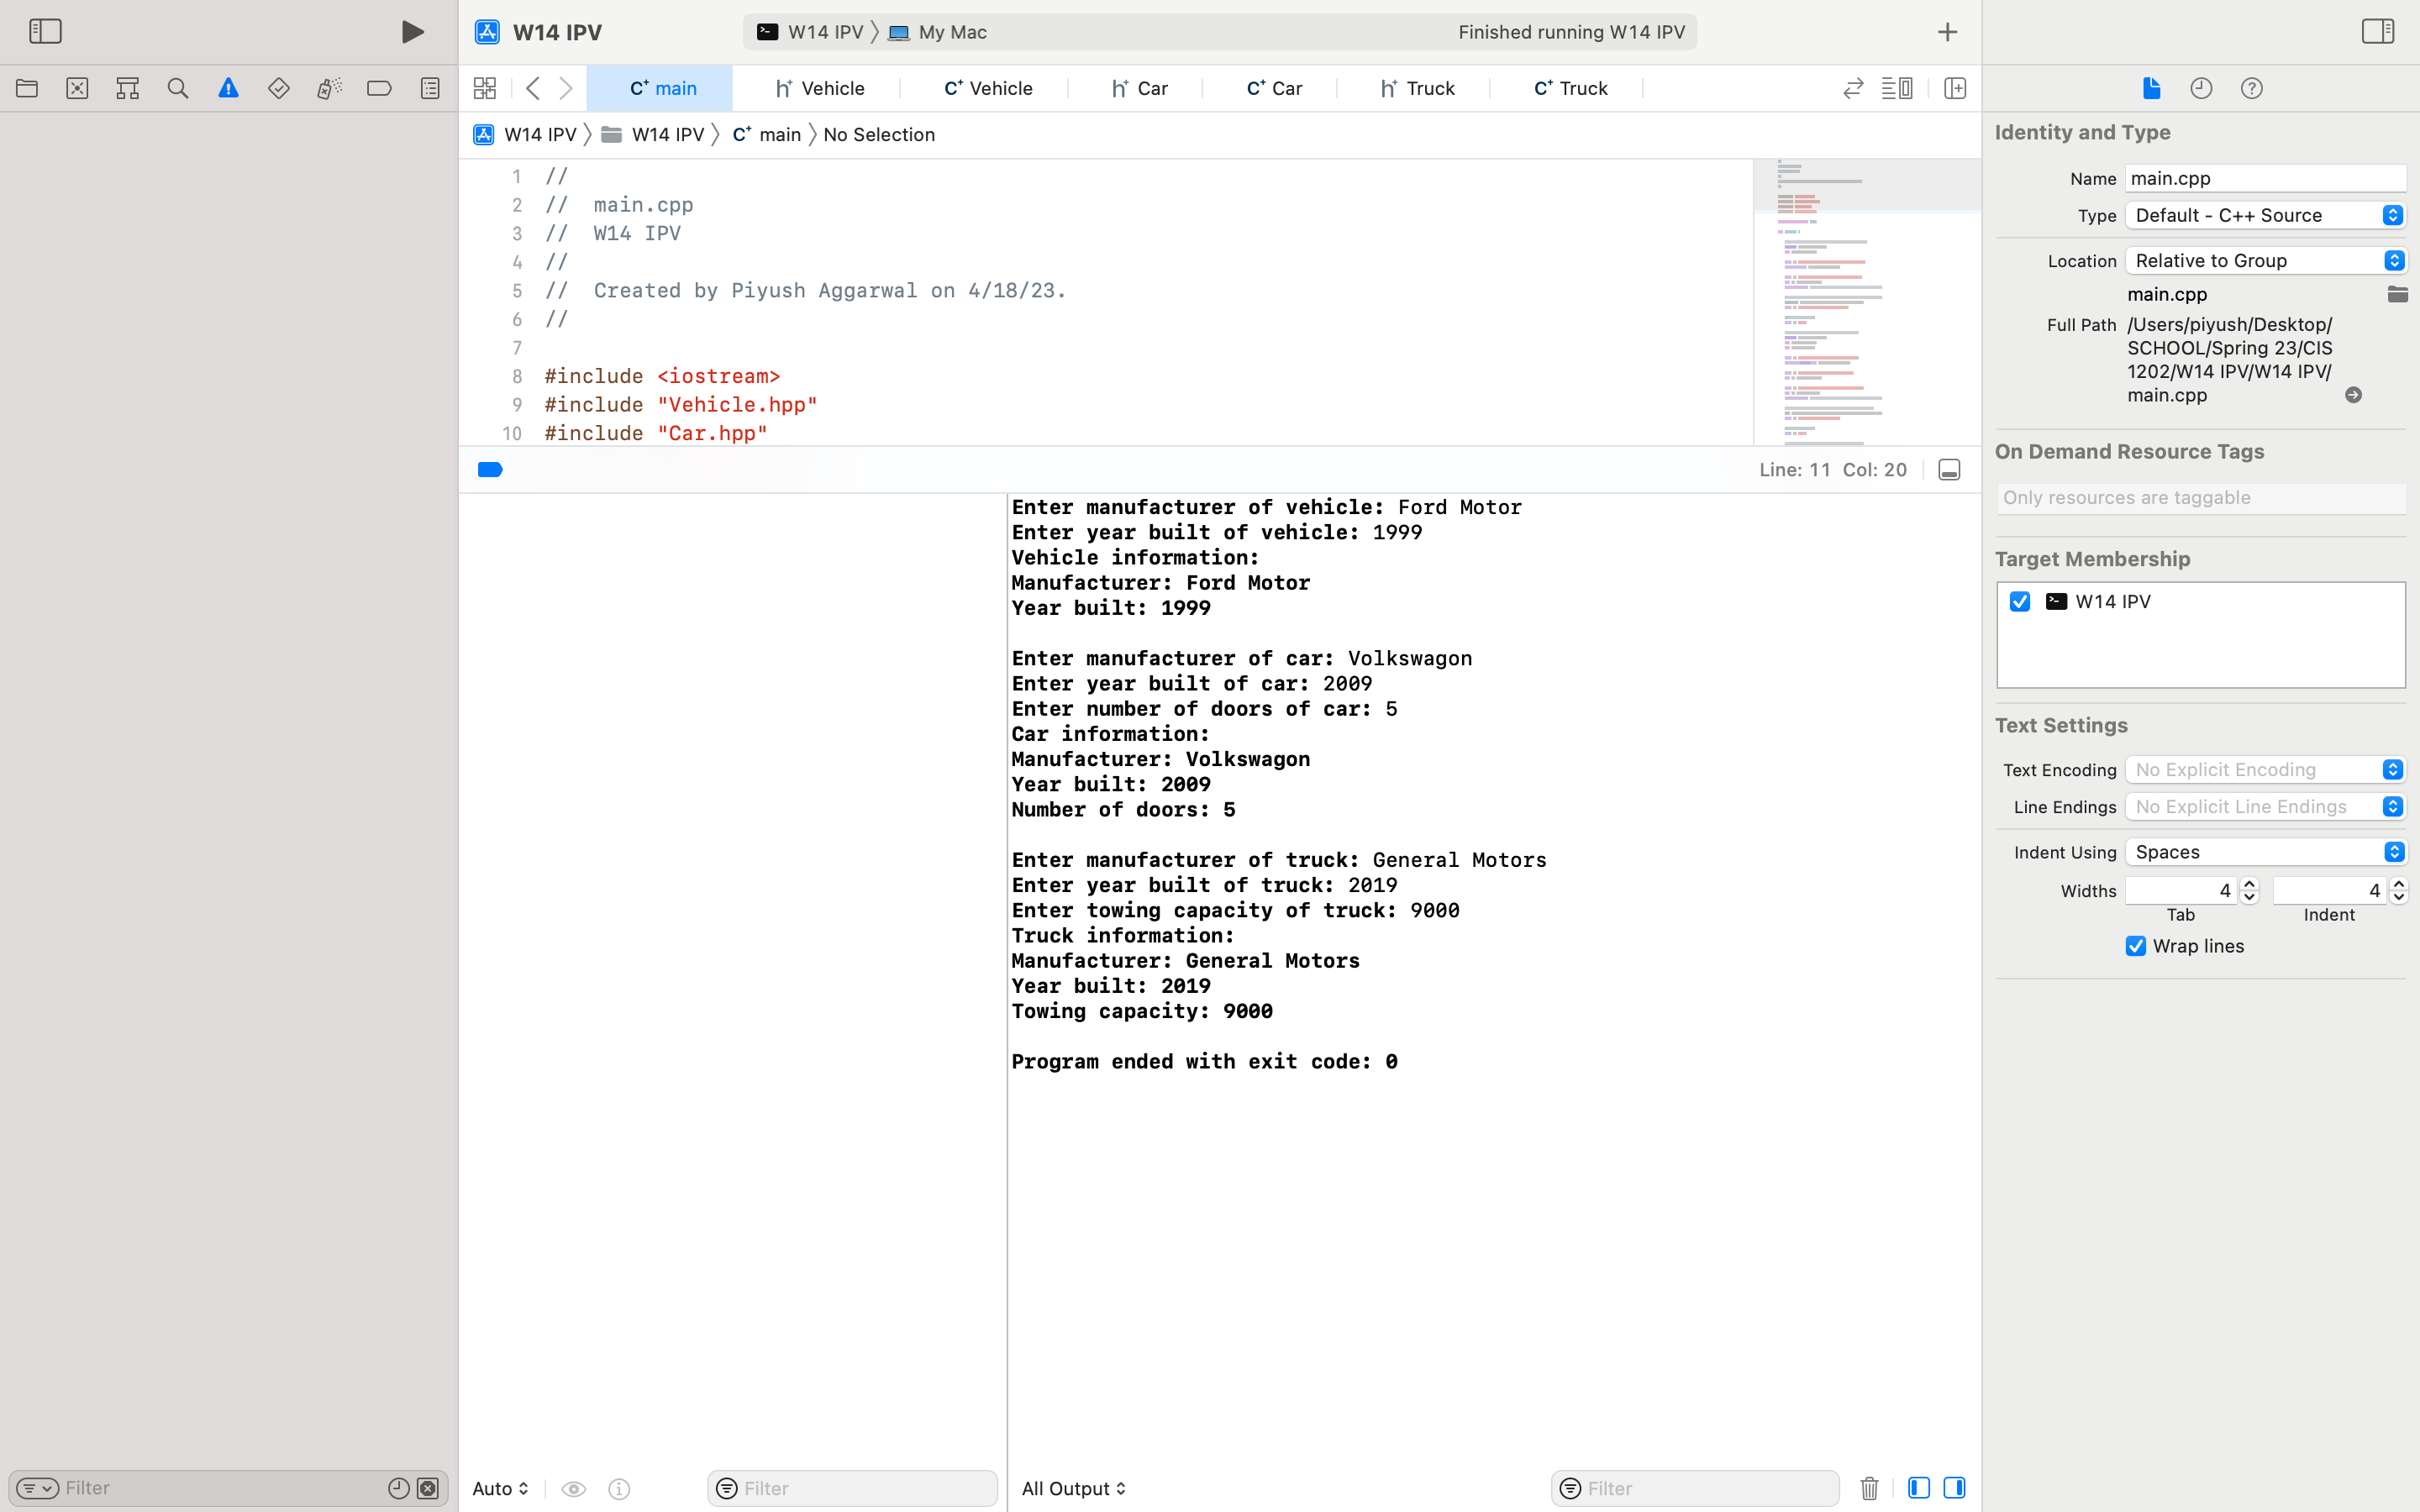 W14 IPV
W14 IPV 〉 My Mac
Finished running W14 IPV
main
Vehicle
Vehicle
Car
Car
Truck
Truck
W14 IPV 〉 W14 IPV 〉 main 〉 No Selection
1 //
2 //  main.cpp
3 //  W14 IPV
4 //
5 //  Created by Piyush Aggarwal on 4/18/23.
6 //
7
8 #include <iostream>
9 #include "Vehicle.hpp"
10 #include "Car.hpp"
Line: 11 Col: 20
Enter manufacturer of vehicle: Ford Motor
Enter year built of vehicle: 1999
Vehicle information:
Manufacturer: Ford Motor
Year built: 1999
Enter manufacturer of car: Volkswagon
Enter year built of car: 2009
Enter number of doors of car: 5
Car information:
Manufacturer: Volkswagon
Year built: 2009
Number of doors: 5
Enter manufacturer of truck: General Motors
Enter year built of truck: 2019
Enter towing capacity of truck: 9000
Truck information:
Manufacturer: General Motors
Year built: 2019
Towing capacity: 9000
Program ended with exit code: 0
Filter
Auto
Filter
All Output
Filter
Identity and Type
Name main.cpp
Type Default - C++ Source
Location Relative to Group
main.cpp
Full Path /Users/piyush/Desktop/
SCHOOL/Spring 23/CIS
1202/W14 IPV/W14 IPV/
main.cpp
On Demand Resource Tags
Only resources are taggable
Target Membership
W14 IPV
Text Settings
Text Encoding No Explicit Encoding
Line Endings No Explicit Line Endings
Indent Using Spaces
Widths 4 4
Tab Indent
Wrap lines